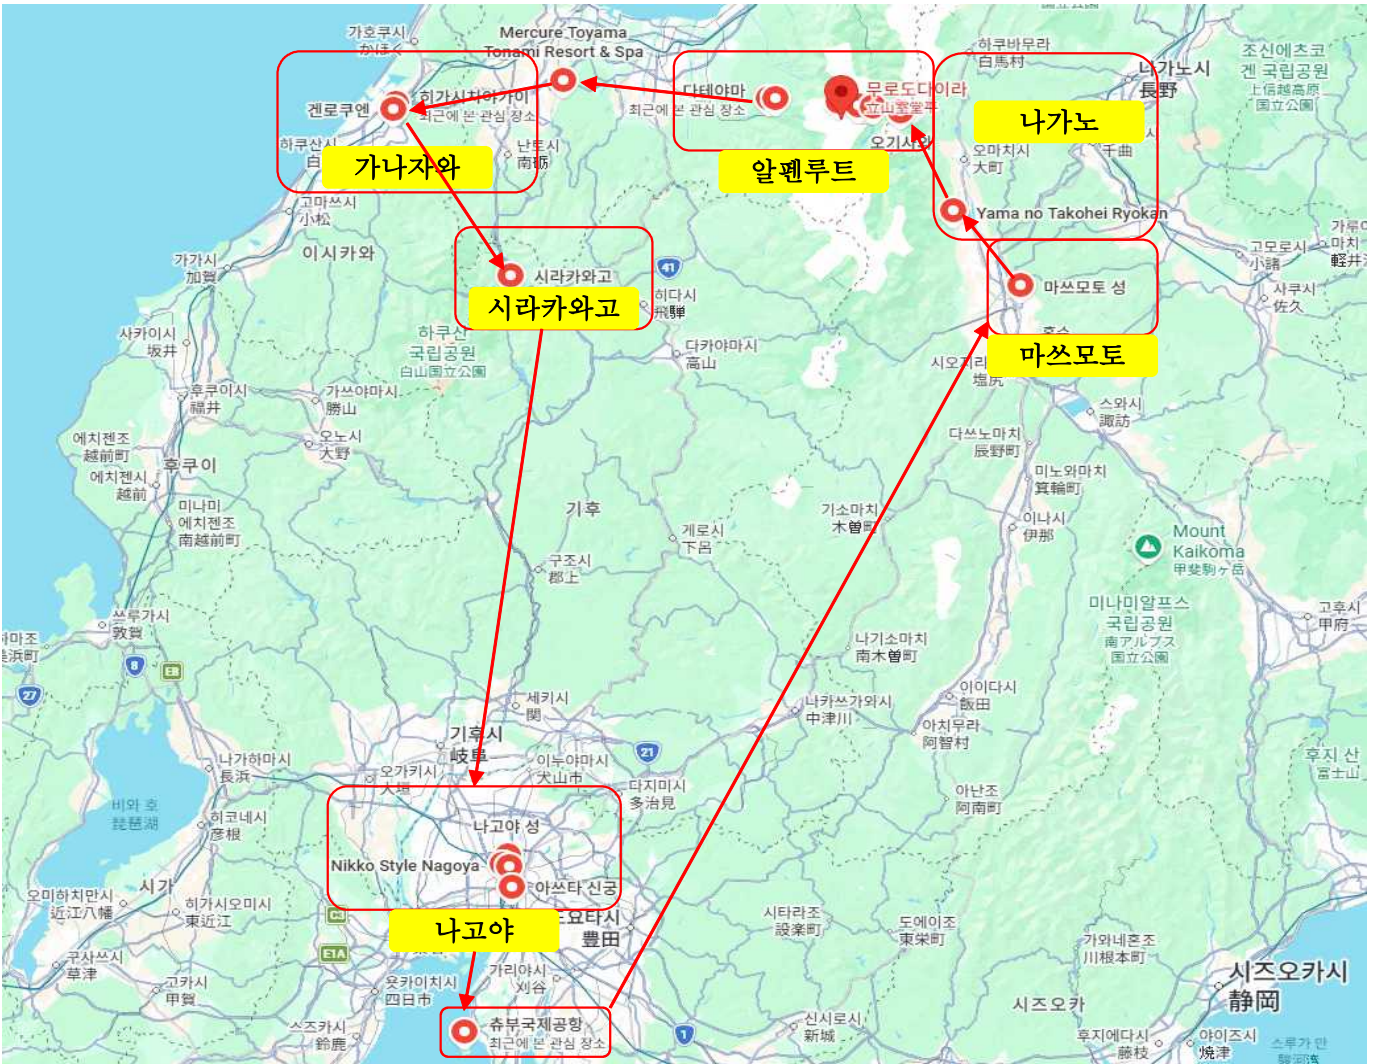 가호쿠시
かほく
Mercure Toyama
Tonami Resort & Spa
하쿠바무라
白馬村
나가노시
長野
조신에츠코
겐 국립공원
上信越高原
国立公園
겐로쿠엔
히가시차야가이
최근에 본 관심 장소
다테야마
최근에 본 관심 장소
무로도다이라
立山室堂平
나가노
하쿠산시
가나자와
난토시
南砺
알펜루트
오마치시
大町
千曲
Yama no Takohei Ryokan
고마쓰시
小松
이시카와
가가시
加賀
시라카와고
시라카와고
41
히다시
飛騨
마쓰모토 성
마쓰모토
고모로시
小諸
軽井
사쿠시
佐久
사카이시
坂井
하쿠산
국립공원
白山国立公園
다카야마시
高山
塩尻
스와시
諏訪
후쿠이시
福井
가쓰야마시
勝山
오노시
大野
에치젠조
越前町
에치젠시
越前
후쿠이
다쓰노마치
辰野町
미노와마치
箕輪町
미나미
에치젠조
南越前町
기후
게로시
下呂
기소마치
木曽町
이나시
伊那
Mount
Kaikoma
甲斐駒ヶ岳
구조시
郡上
미나미알프스
국립공원
南アルプス
国立公園
고후시
甲府
쓰루가시
敦賀
나기소마치
南木曽町
8
E8
27
세키시
関
나카쓰가와시
中津川
이이다시
飯田
아치무라
阿智村
기후시
岐阜
21
나가하마시
長浜
오가키시
大垣
이누야마시
犬山市
다지미시
多治見
아난조
阿南町
후지 산
富士山
비와 호
琵琶湖
히코네시
彦根
나고야 성
Nikko Style Nagoya
아쓰타 신궁
시가
오미하치만시
近江八幡
히가시오미시
東近江
C3
나고야
도요타시
豊田
시타라조
設楽町
도에이조
東栄町
가와네혼조
川根本町
E1A
구사쓰시
草津
고카시
甲賀
욧카이치시
四日市
가리야시
刈谷
시즈오카시
静岡
시즈오카
스즈카시
鈴鹿
츄부국제공항
최근에 본 관심 장소
1
신시로시
新城
후지에다시
藤枝
야이즈시
焼津
스루가 만